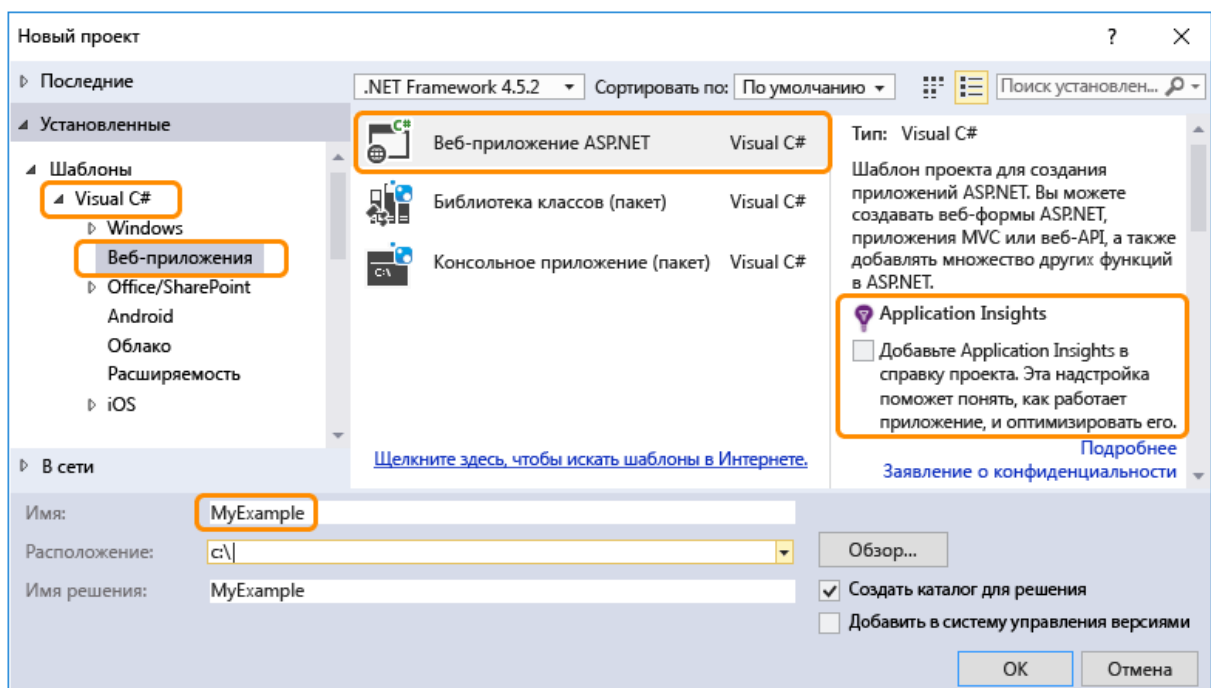 Новый проект
?
Последние
.NET Framework 4.5.2
Сортировать по:
По умолчанию
Поиск установлен...
Установленные
Шаблоны
Visual C#
Windows
Веб-приложения
Office/SharePoint
Android
Облако
Расширяемость
iOS
В сети
C#
Веб-приложение ASP.NET Visual C#
Библиотека классов (пакет) Visual C#
C:\
Консольное приложение (пакет) Visual C#
Щелкните здесь, чтобы искать шаблоны в Интернете.
Тип: Visual C#
Шаблон проекта для создания
приложений ASP.NET. Вы можете
создавать веб-формы ASP.NET,
приложения MVC или веб-API, а также
добавлять множество других функций
в ASP.NET.
Application Insights
Добавьте Application Insights в
справку проекта. Эта надстройка
поможет понять, как работает
приложение, и оптимизировать его.
Подробнее
Заявление о конфиденциальности
Имя: MyExample
Расположение: c:\
Обзор...
Имя решения: MyExample
Создать каталог для решения
Добавить в систему управления версиями
OK
Отмена